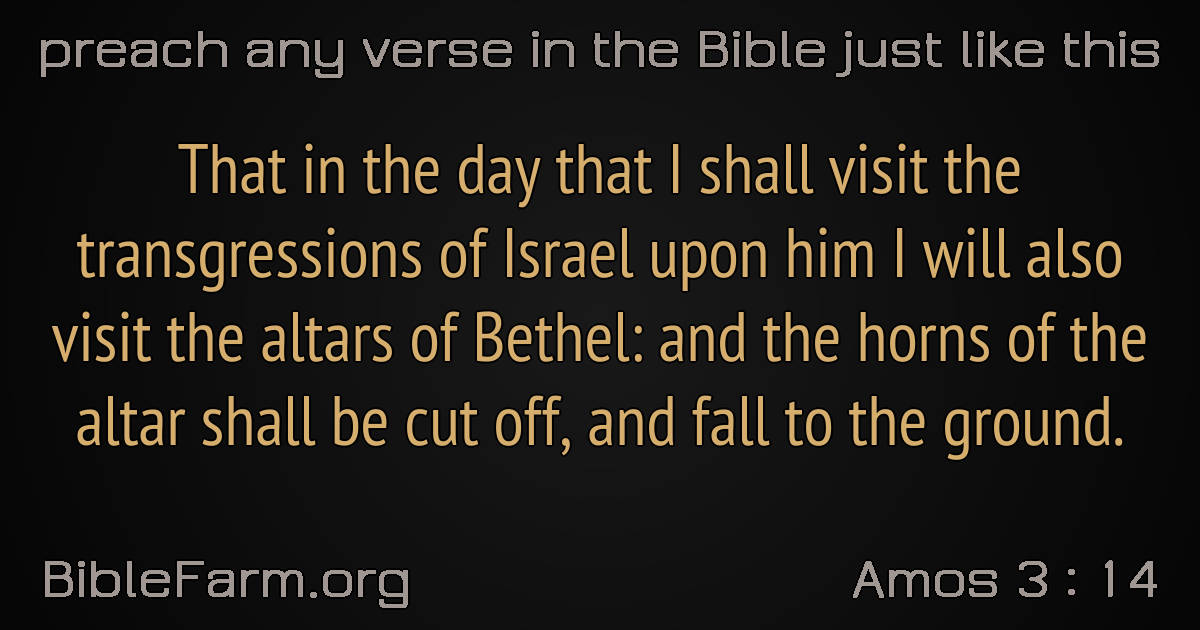 preach any verse in the Bible just like this
That in the day that I shall visit the
transgressions of Israel upon him I will also
visit the altars of Bethel: and the horns of the
altar shall be cut off, and fall to the ground.
BibleFarm.org
Amos 3 : 14